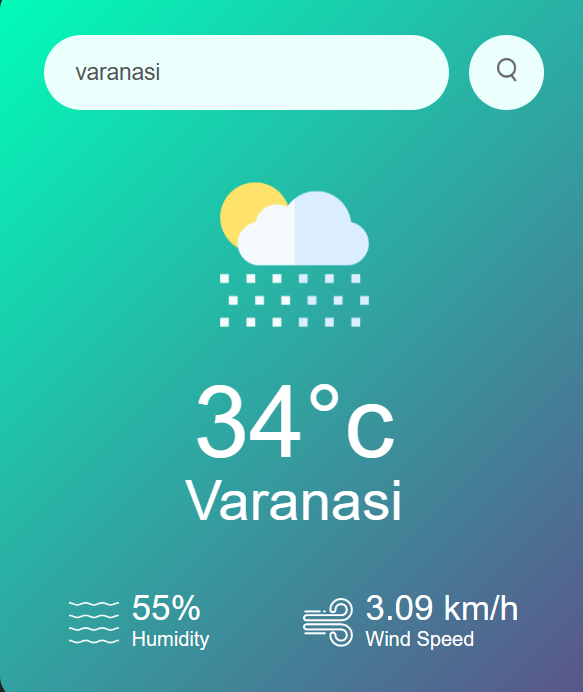 varanasi
34°c
Varanasi
55%
Humidity
3.09 km/h
Wind Speed